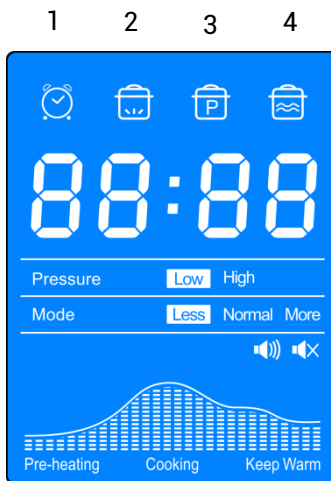 1 2 3 4
P
88:88
Pressure Low High
Mode Less Normal More
Pre-heating Cooking Keep Warm